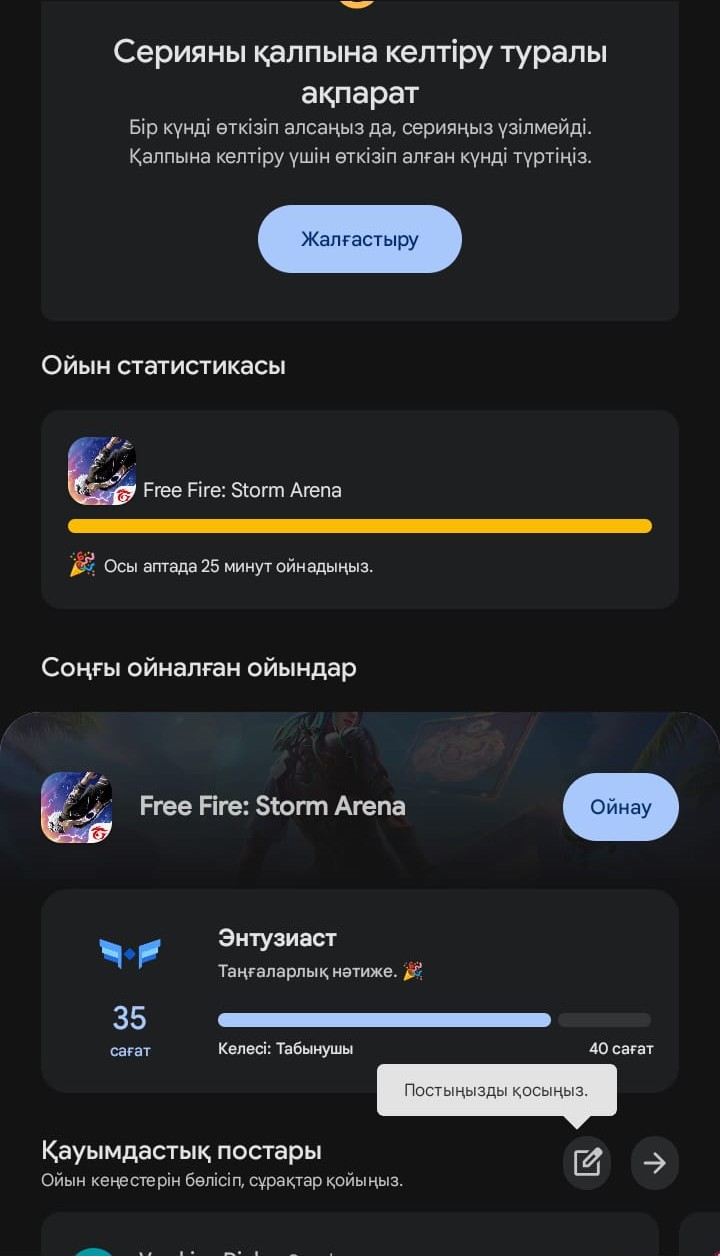 Серияны қалпына келтіру туралы
ақпарат
Бір күнді өткізіп алсаңыз да, серияңыз үзілмейді.
Қалпына келтіру үшін өткізіп алған күнді түртіңіз.
Жалғастыру
Ойын статистикасы
Free Fire: Storm Arena
🎉 Осы аптада 25 минут ойнадыңыз.
Соңғы ойналған ойындар
Free Fire: Storm Arena
Ойнау
Энтузиаст
Таңғаларлық нәтиже. 🎉
35
сағат
Келесі: Табынушы
40 сағат
Постыңызды қосыңыз.
Қауымдастық постары
Ойын кеңестерін бөлісіп, сұрақтар қойыңыз.